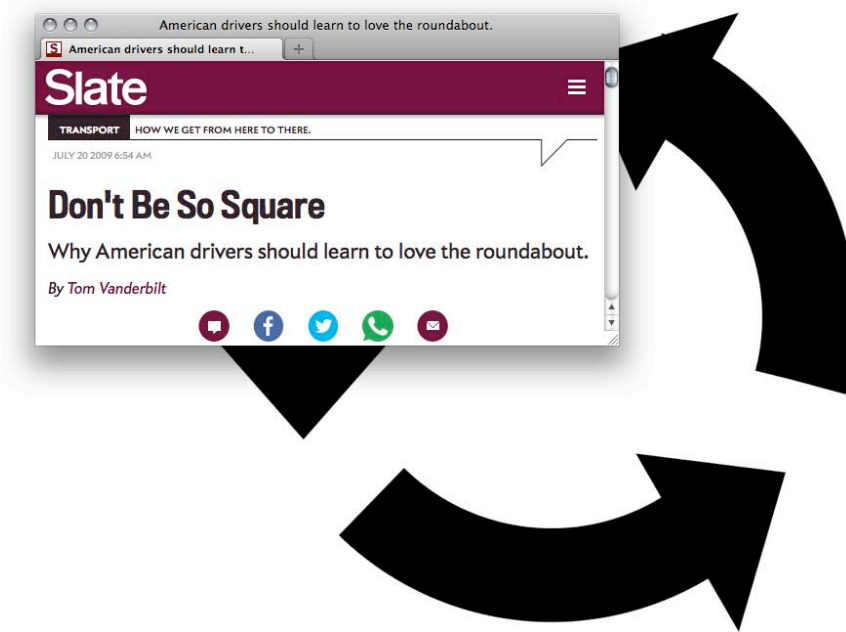 American drivers should learn to love the roundabout.
American drivers should learn t...
Slate
TRANSPORT HOW WE GET FROM HERE TO THERE.
JULY 20 2009 6:54 AM
Don't Be So Square
Why American drivers should learn to love the roundabout.
By Tom Vanderbilt